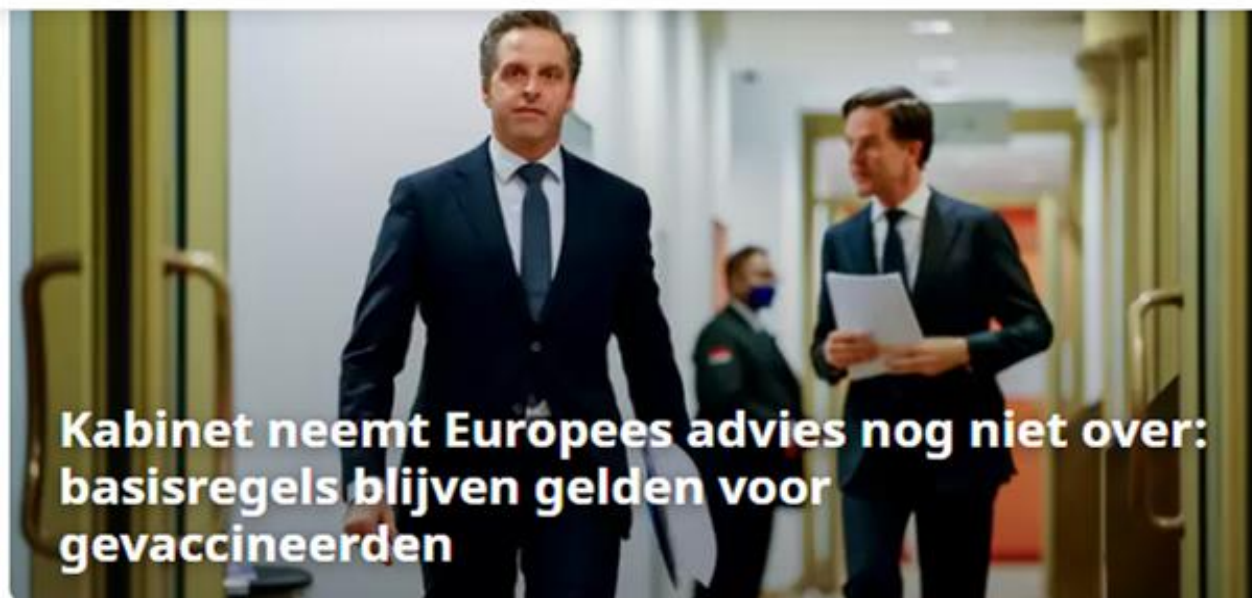 Kabinet neemt Europees advies nog niet over:
basisregels blijven gelden voor
gevaccineerden